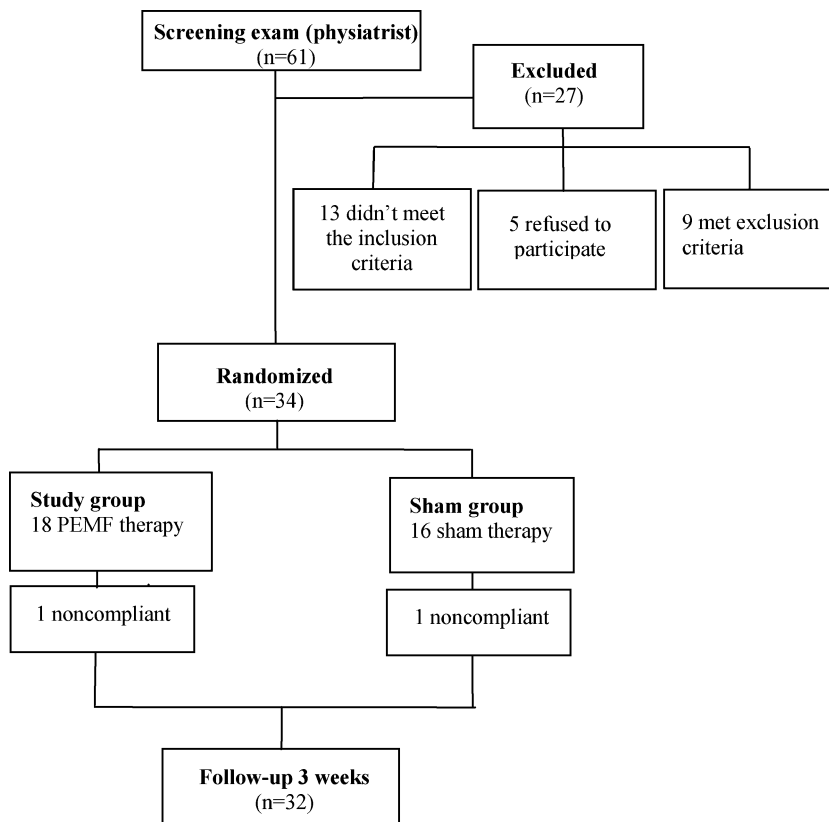 Screening exam (physiatrist)
(n=61)
Excluded
(n=27)
13 didn't meet
the inclusion
criteria
5 refused to
participate
9 met exclusion
criteria
Randomized
(n=34)
Study group
18 PEMF therapy
Sham group
16 sham therapy
1 noncompliant
1 noncompliant
Follow-up 3 weeks
(n=32)